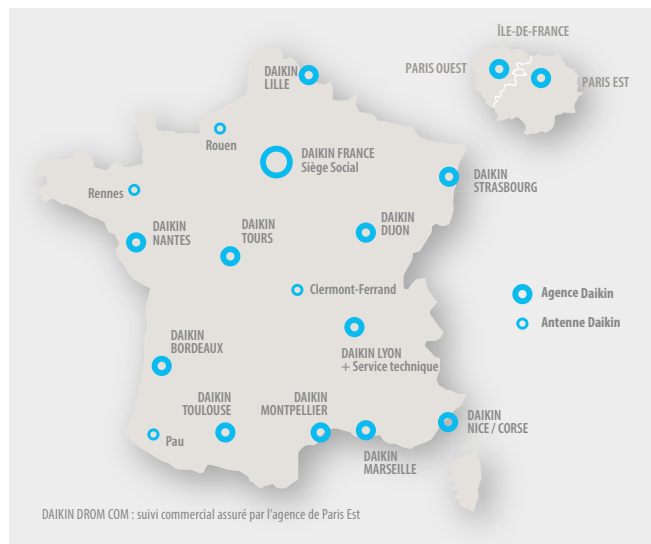 ÎLE-DE-FRANCE
PARIS OUEST
PARIS EST
DAIKIN
LILLE
Rouen
DAIKIN FRANCE
Siège Social
DAIKIN
STRASBOURG
Rennes
DAIKIN
NANTES
DAIKIN
TOURS
DAIKIN
DIJON
Clermont-Ferrand
Agence Daikin
Antenne Daikin
DAIKIN
BORDEAUX
DAIKIN LYON
+ Service technique
DAIKIN
TOULOUSE
DAIKIN
MONTPELLIER
DAIKIN
NICE / CORSE
Pau
DAIKIN
MARSEILLE
DAIKIN DROM COM : suivi commercial assuré par l'agence de Paris Est